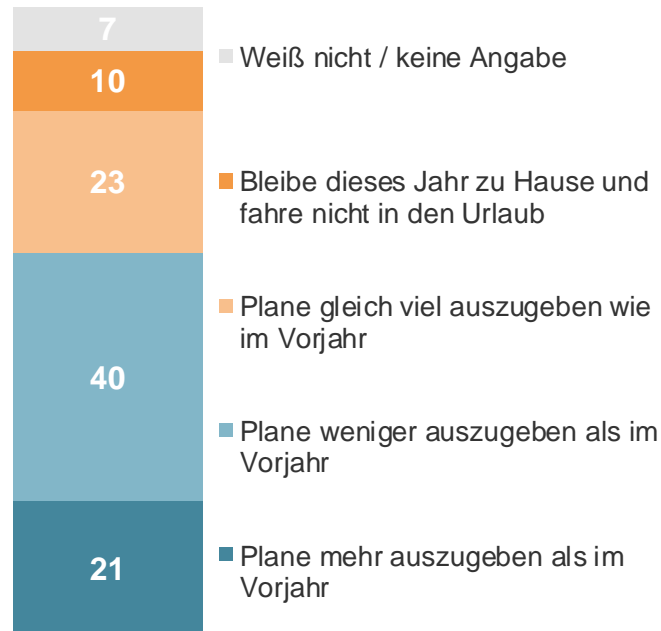 7
Weiß nicht / keine Angabe
10
23
Bleibe dieses Jahr zu Hause und
fahre nicht in den Urlaub
Plane gleich viel auszugeben wie
im Vorjahr
40
Plane weniger auszugeben als im
Vorjahr
21
Plane mehr auszugeben als im
Vorjahr